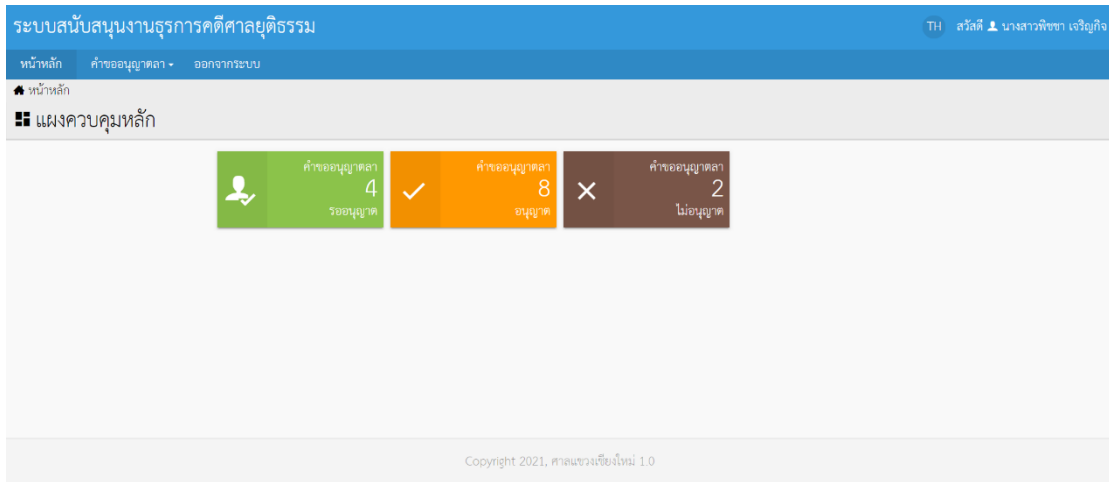 ระบบสนับสนุนงานธุรการคดีศาลยุติธรรม
TH สวัสดี นางสาวพิชชา เจริญกิจ
หน้าหลัก คำขออนุญาตลา ออกจากระบบ
หน้าหลัก
แผงควบคุมหลัก
คำขออนุญาตลา
4
รออนุญาต
คำขออนุญาตลา
8
อนุญาต
คำขออนุญาตลา
2
ไม่อนุญาต
Copyright 2021, ศาลแขวงเชียงใหม่ 1.0